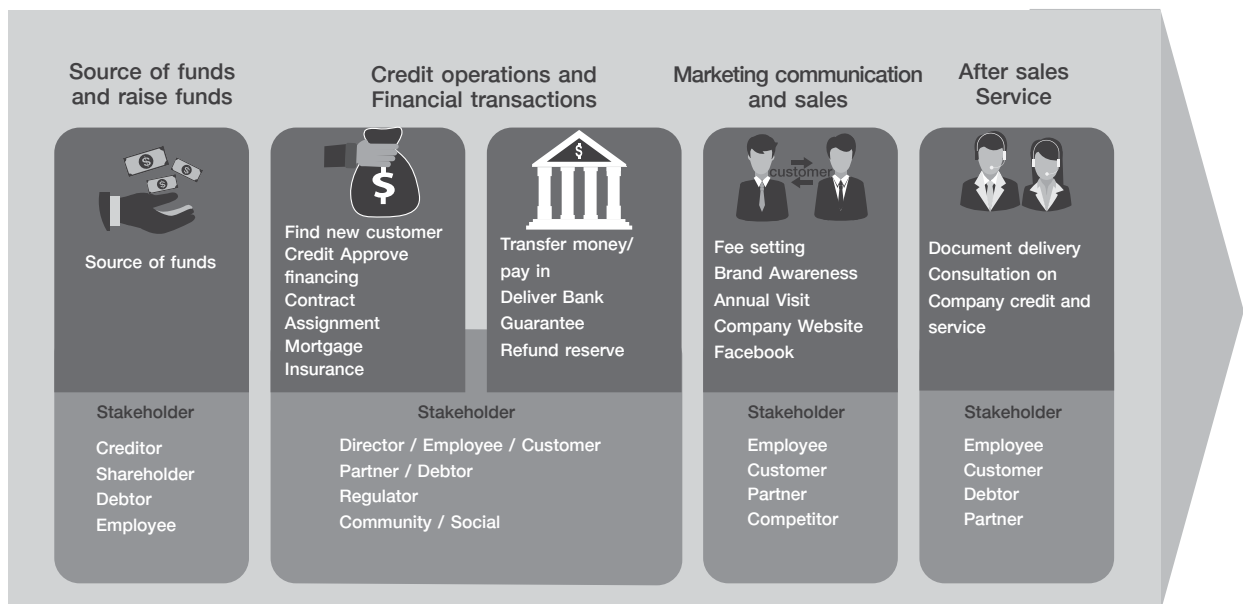 Source of funds
and raise funds
Credit operations and
Financial transactions
Marketing communication
and sales
After sales
Service
$
$
$
Source of funds
$
Find new customer
Credit Approve
financing
Contract
Assignment
Mortgage
Insurance
$
Transfer money/
pay in
Deliver Bank
Guarantee
Refund reserve
customer
Fee setting
Brand Awareness
Annual Visit
Company Website
Facebook
Document delivery
Consultation on
Company credit and
service
Stakeholder
Creditor
Shareholder
Debtor
Employee
Stakeholder
Director / Employee / Customer
Partner / Debtor
Regulator
Community / Social
Stakeholder
Employee
Customer
Partner
Competitor
Stakeholder
Employee
Customer
Debtor
Partner